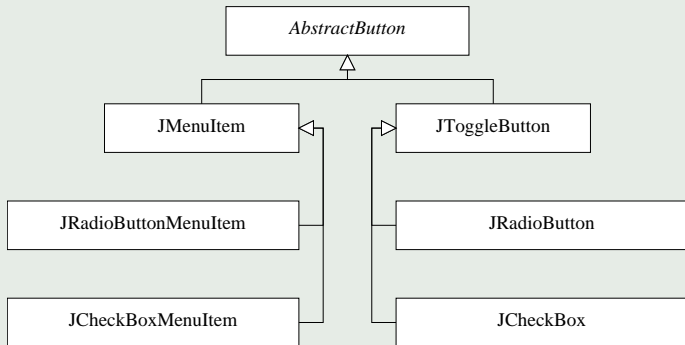 AbstractButton
JMenuItem
JToggleButton
JRadioButtonMenuItem
JRadioButton
JCheckBoxMenuItem
JCheckBox